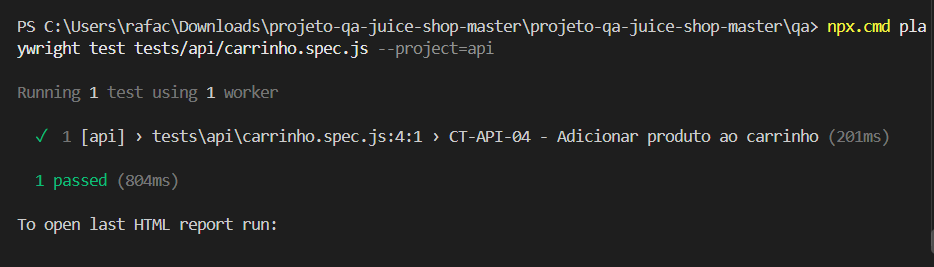 PS C:\Users\rafac\Downloads\projeto-qa-juice-shop-master\projeto-qa-juice-shop-master\qa> npx.cmd pla
ywright test tests/api/carrinho.spec.js --project=api
Running 1 test using 1 worker
✓ 1 [api] › tests\api\carrinho.spec.js:4:1 › CT-API-04 - Adicionar produto ao carrinho (201ms)
1 passed (804ms)
To open last HTML report run: